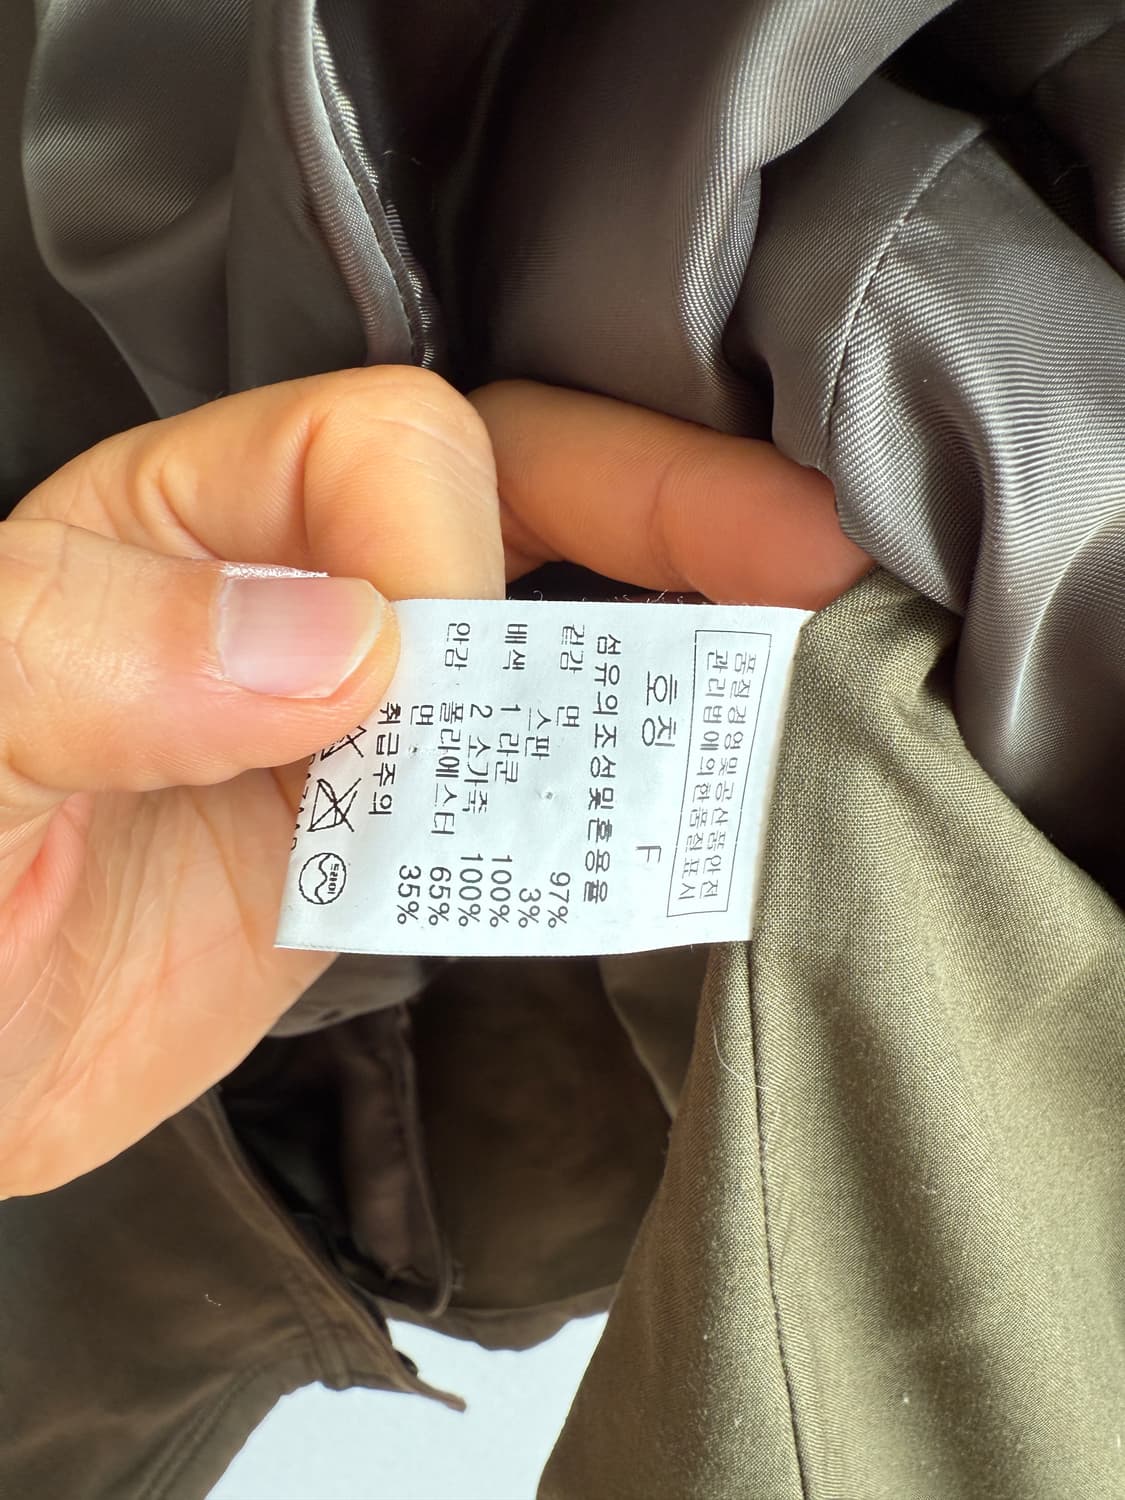 품질경영및공산품안전
관리법에의한품질표시
호칭 F
섬유의조성및혼용율
겉감 면 97%
스판 3%
배색 1 라쿤 100%
2 소가죽 100%
안감 폴리에스터 65%
면 35%
취급주의
드라이